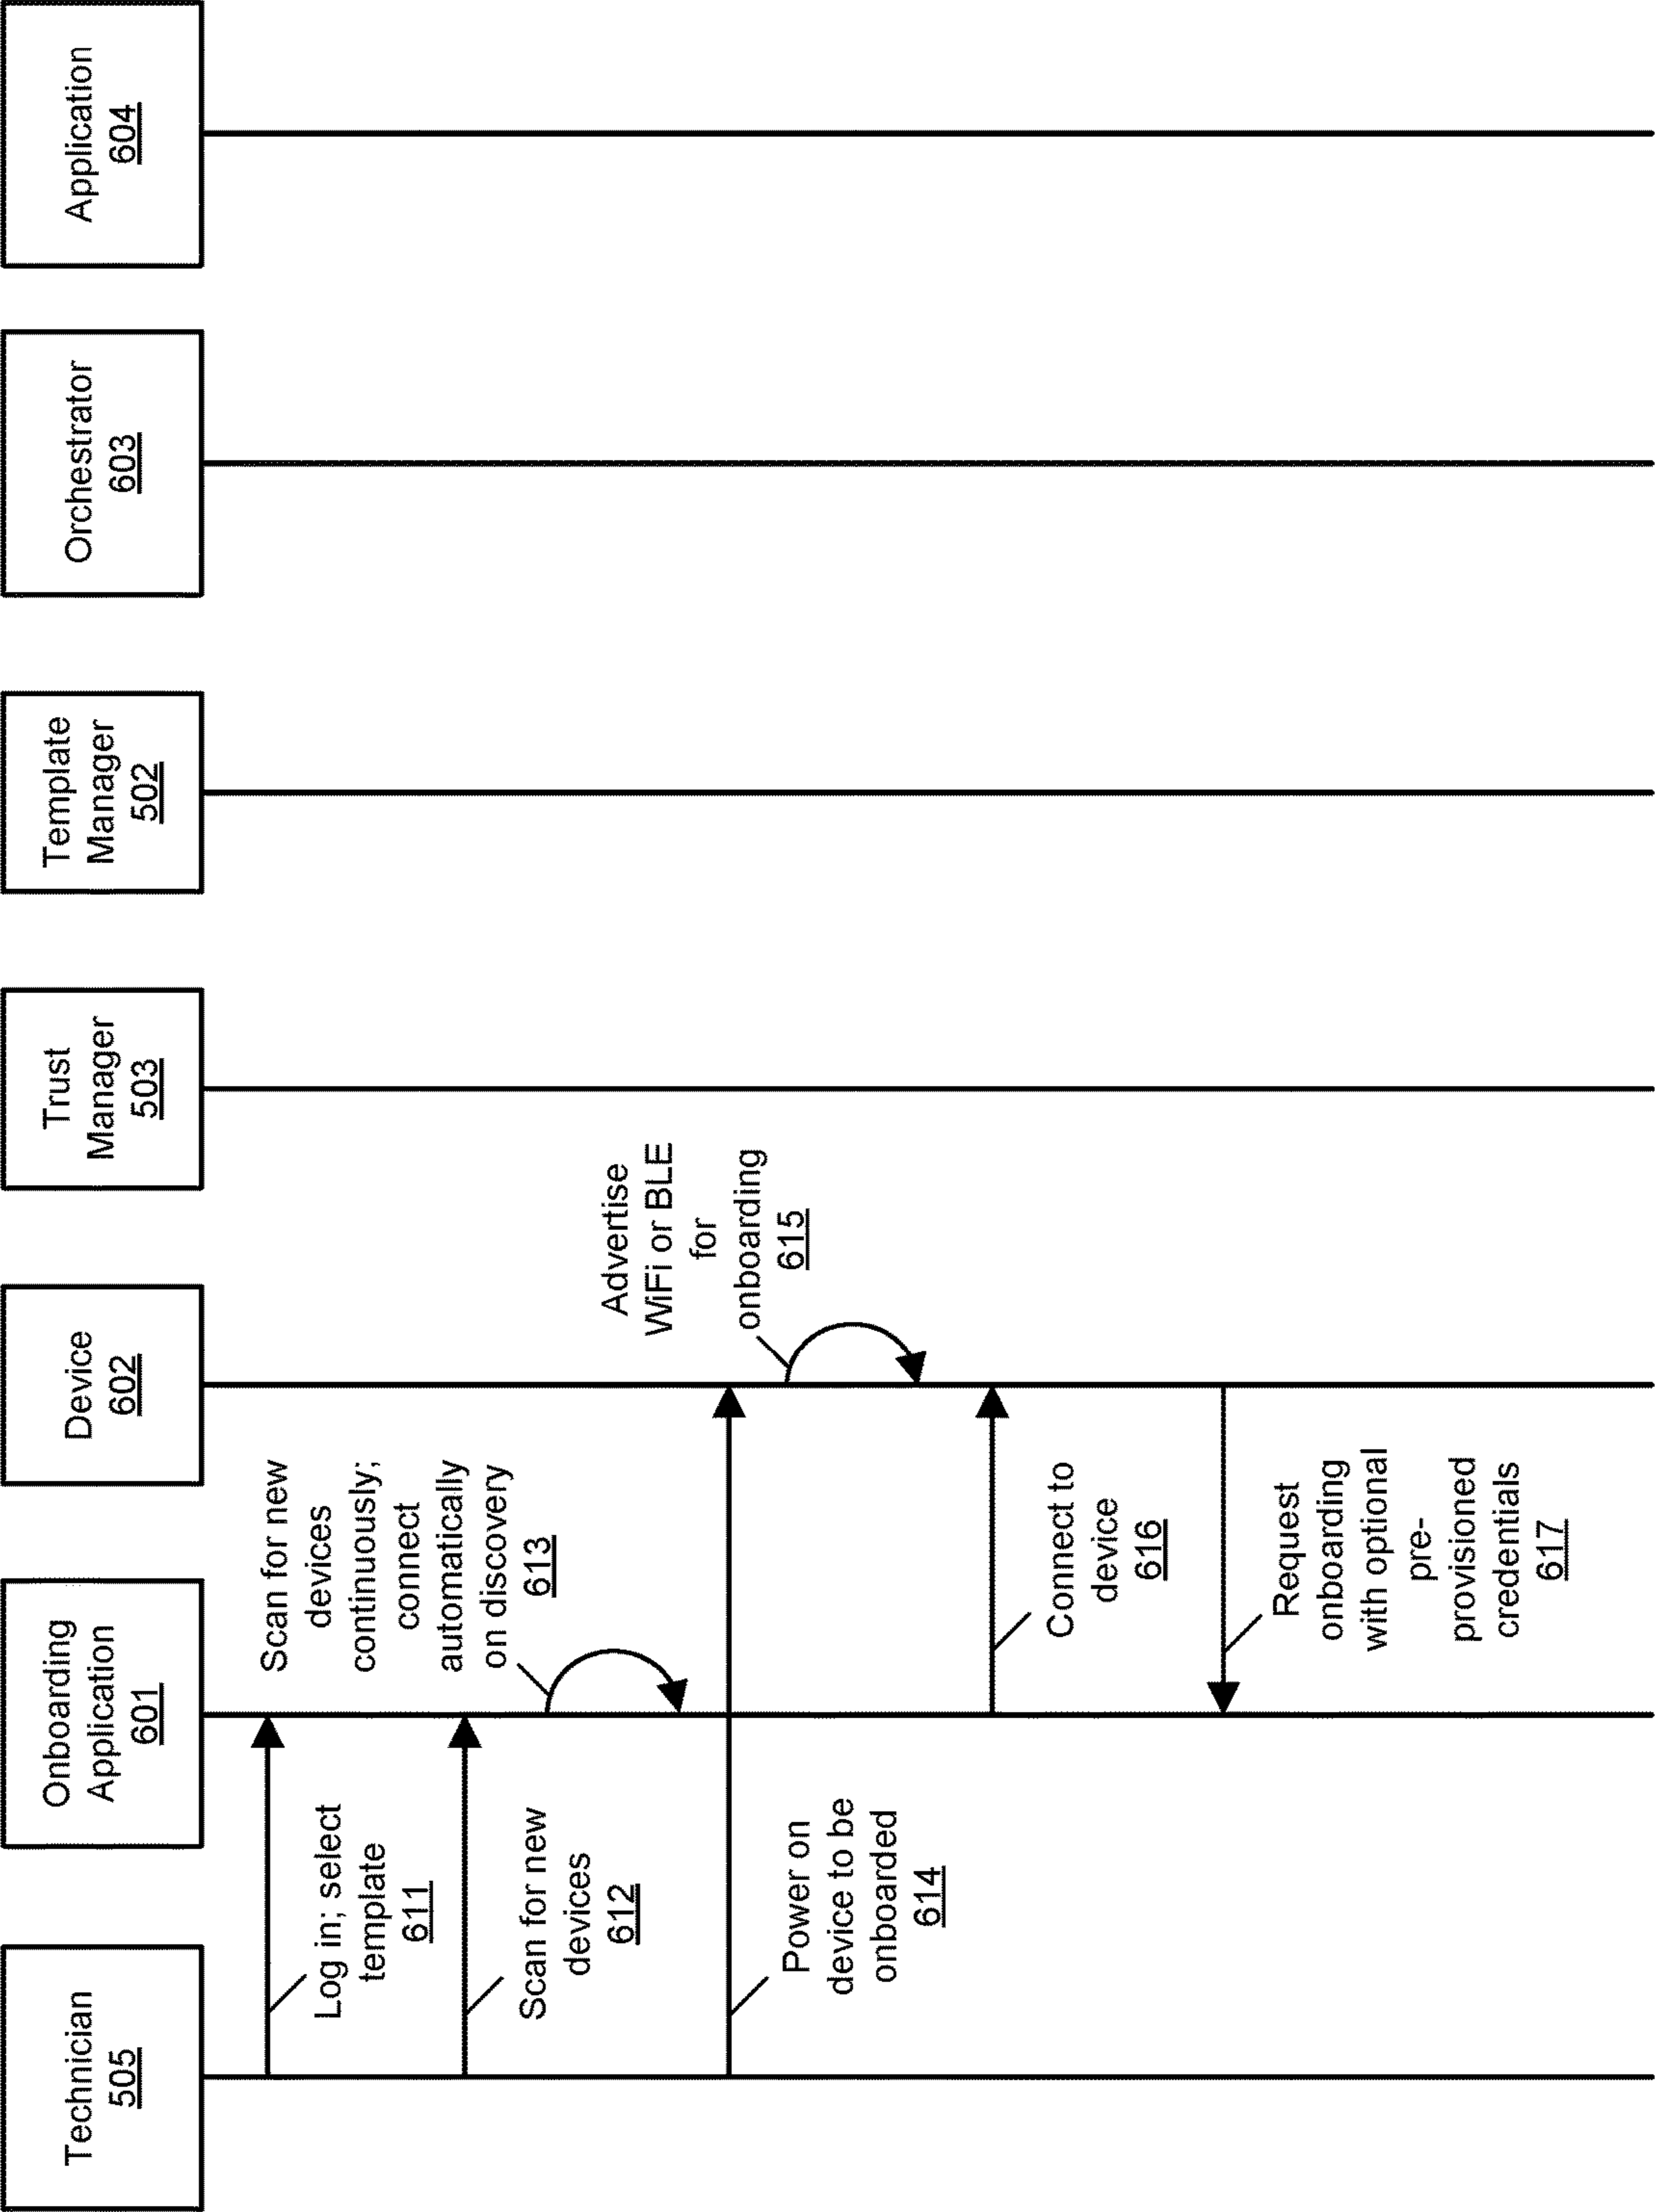 Technician
505
Onboarding
Application
601
Device
602
Trust
Manager
503
Template
Manager
502
Orchestrator
603
Application
604
Log in; select
template
611
Scan for new
devices
612
Scan for new
devices
continuously;
connect
automatically
on discovery
613
Power on
device to be
onboarded
614
Advertise
WiFi or BLE
for
onboarding
615
Connect to
device
616
Request
onboarding
with optional
pre-
provisioned
credentials
617